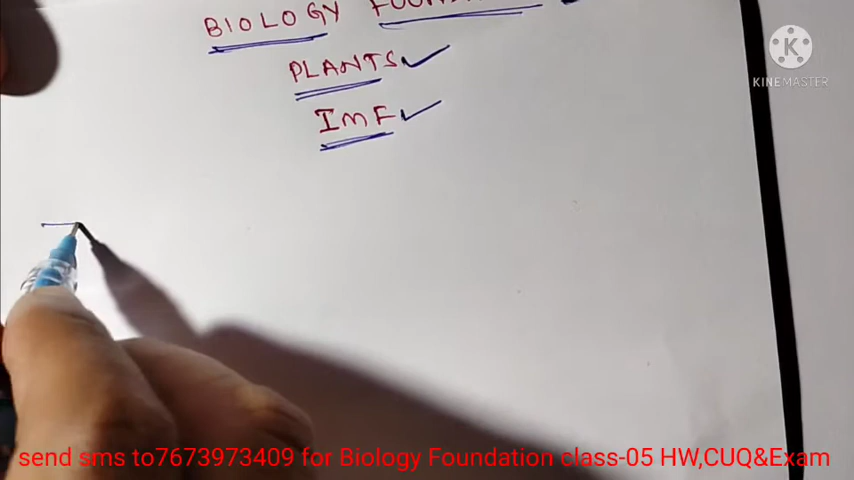 BIOLOGY
PLANTS
IMF
KINEMASTER
send sms to7673973409 for Biology Foundation class-05 HW,CUQ&Exam